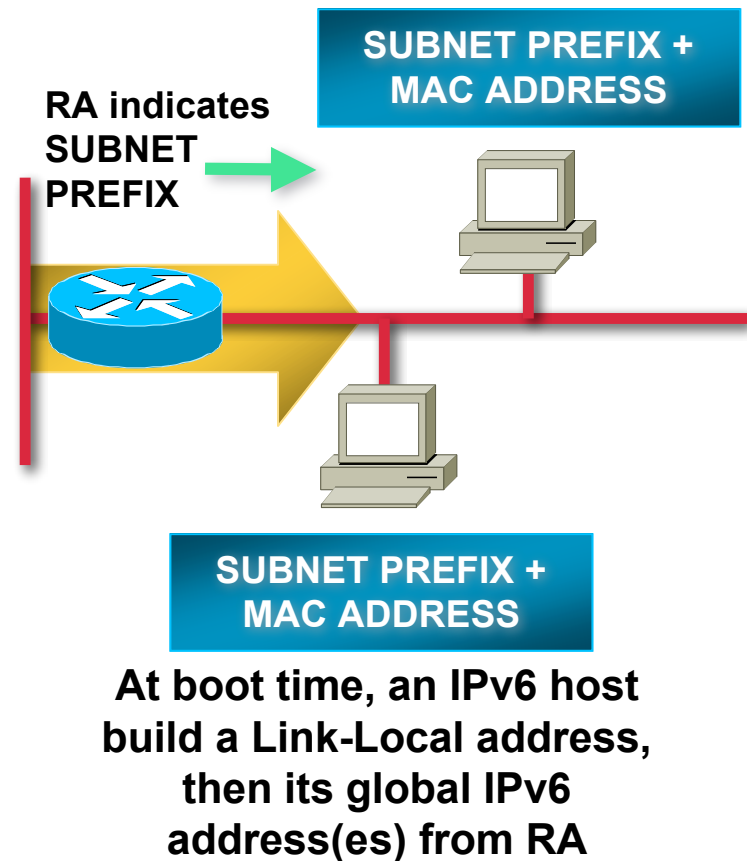 SUBNET PREFIX +
MAC ADDRESS
RA indicates
SUBNET
PREFIX
SUBNET PREFIX +
MAC ADDRESS
At boot time, an IPv6 host
build a Link-Local address,
then its global IPv6
address(es) from RA